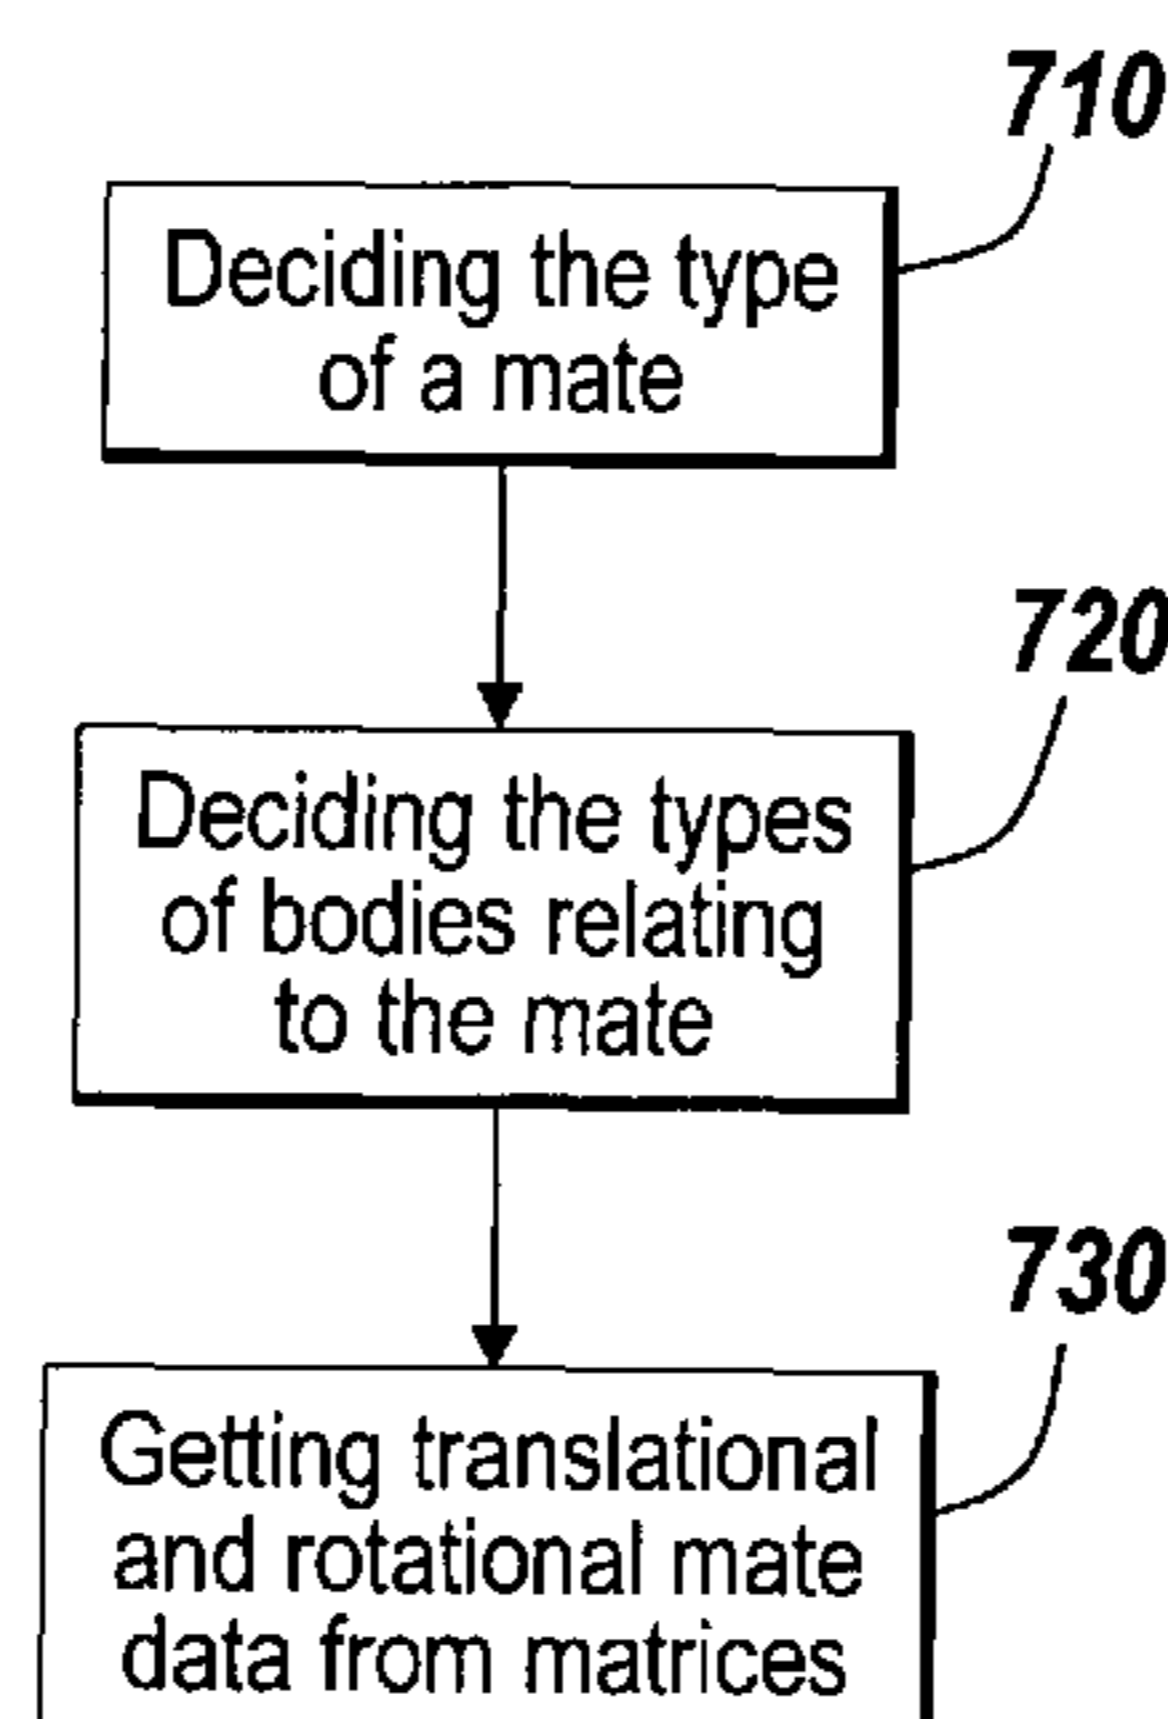 710
Deciding the type
of a mate
720
Deciding the types
of bodies relating
to the mate
730
Getting translational
and rotational mate
data from matrices